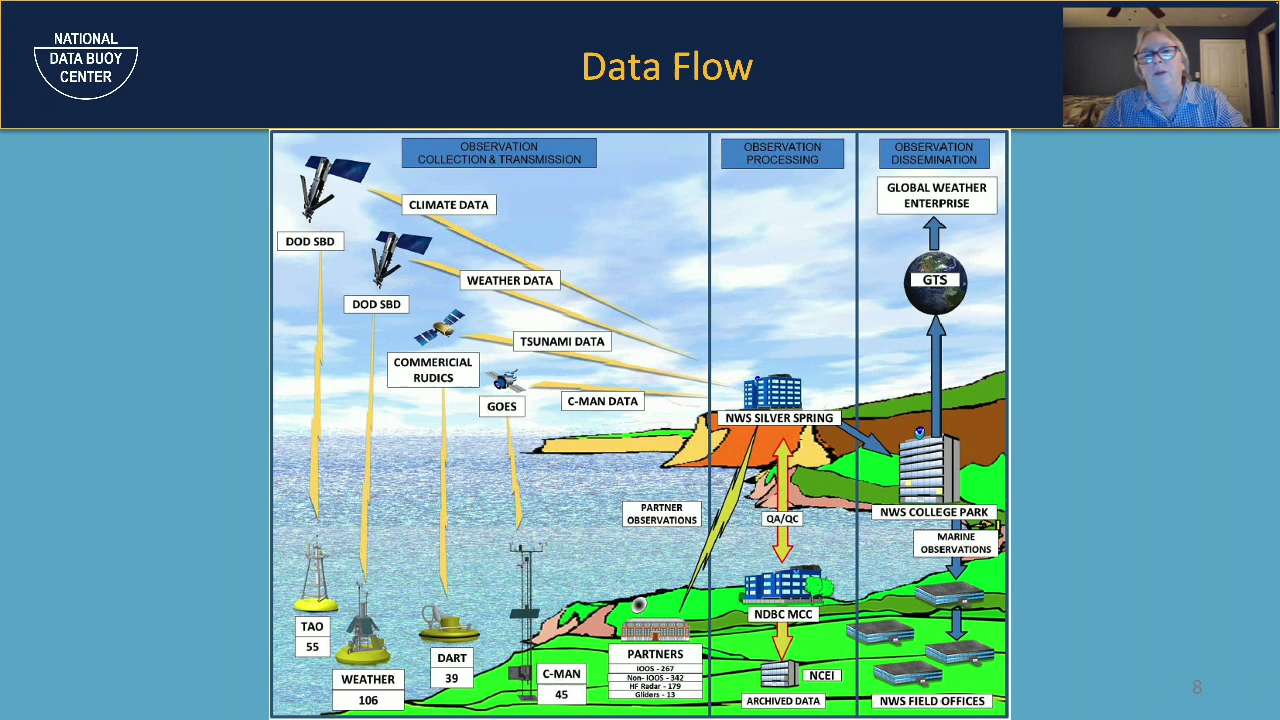 NATIONAL
DATA BUOY
CENTER
Data Flow
OBSERVATION
COLLECTION & TRANSMISSION
OBSERVATION
PROCESSING
OBSERVATION
DISSEMINATION
GLOBAL WEATHER
ENTERPRISE
CLIMATE DATA
DOD SBD
WEATHER DATA
GTS
DOD SBD
TSUNAMI DATA
COMMERICIAL
RUDICS
C-MAN DATA
GOES
NWS SILVER SPRING
PARTNER
OBSERVATIONS
QA/QC
NWS COLLEGE PARK
MARINE
OBSERVATIONS
NDBC MCC
TAO
55
WEATHER
106
DART
39
C-MAN
45
PARTNERS
IOOS - 267
Non- IOOS - 342
HF Radar - 179
Gliders - 13
NCEI
ARCHIVED DATA
NWS FIELD OFFICES
8